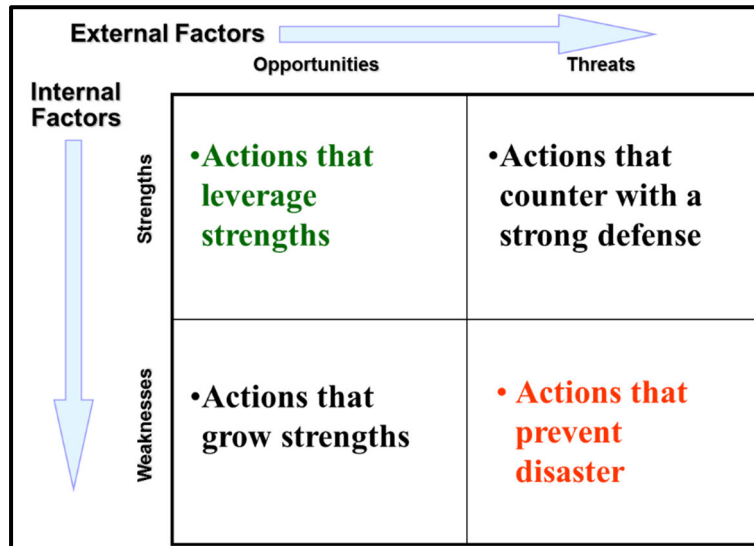 External Factors
Opportunities
Threats
Internal
Factors
Strengths
•Actions that
leverage
strengths
•Actions that
counter with a
strong defense
Weaknesses
•Actions that
grow strengths
• Actions that
prevent
disaster